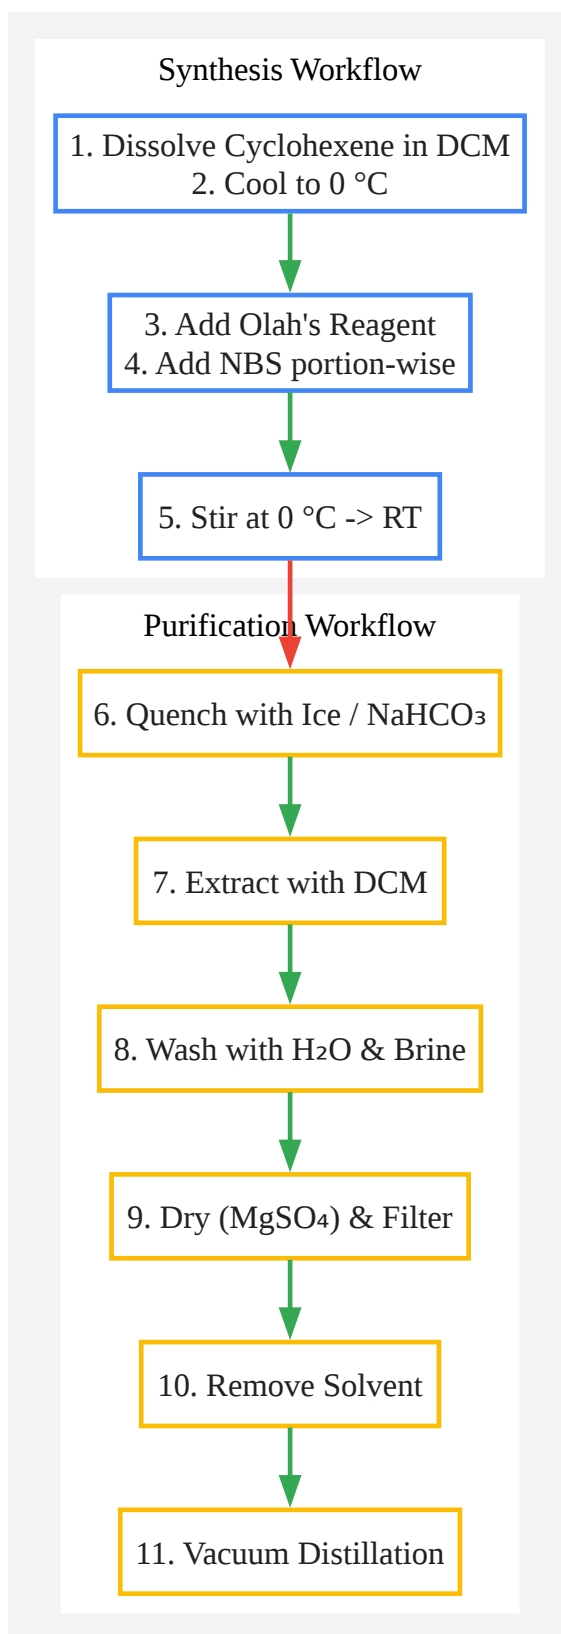 Synthesis Workflow
1. Dissolve Cyclohexene in DCM
2. Cool to 0 °C
3. Add Olah's Reagent
4. Add NBS portion-wise
5. Stir at 0 °C -> RT
Purification Workflow
6. Quench with Ice / NaHCO₃
7. Extract with DCM
8. Wash with H₂O & Brine
9. Dry (MgSO₄) & Filter
10. Remove Solvent
11. Vacuum Distillation